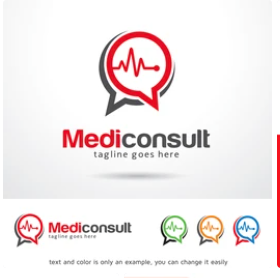 Mediconsult
tagline goes here
Mediconsult
tagline goes here
text and color is only an example, you can change it easily